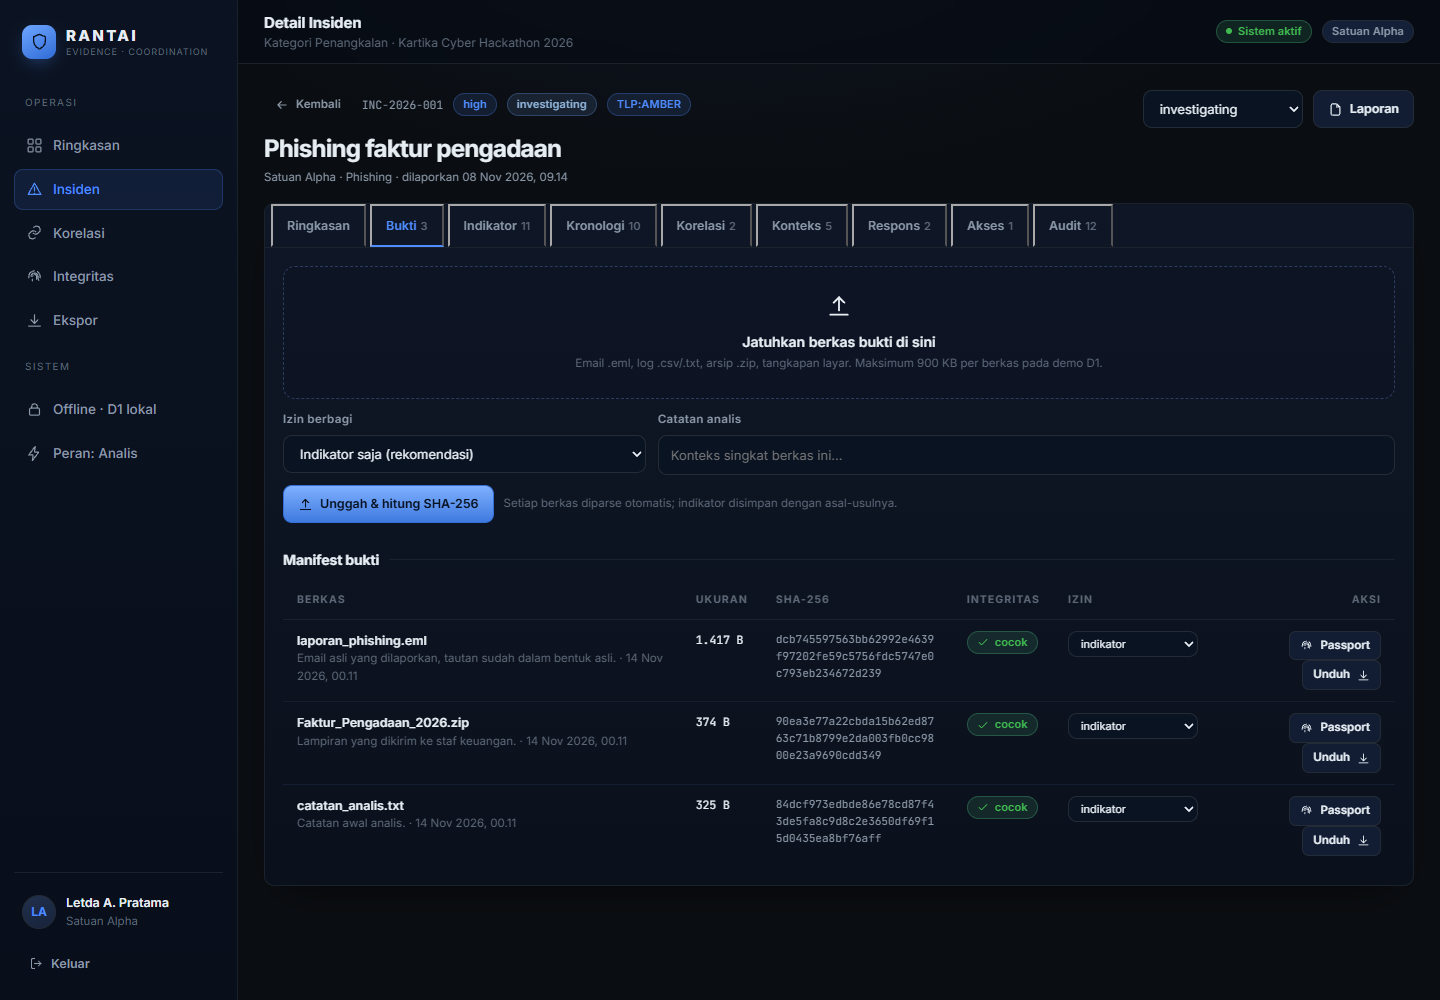 RANTAI
EVIDENCE · COORDINATION
OPERASI
Ringkasan
Insiden
Korelasi
Integritas
Ekspor
SISTEM
Offline · D1 lokal
Peran: Analis
LA
Letda A. Pratama
Satuan Alpha
Keluar
Detail Insiden
Kategori Penangkalan · Kartika Cyber Hackathon 2026
Sistem aktif
Satuan Alpha
Kembali
INC-2026-001
high
investigating
TLP:AMBER
investigating
Laporan
Phishing faktur pengadaan
Satuan Alpha · Phishing · dilaporkan 08 Nov 2026, 09.14
Ringkasan
Bukti 3
Indikator 11
Kronologi 10
Korelasi 2
Konteks 5
Respons 2
Akses 1
Audit 12
Jatuhkan berkas bukti di sini
Email .eml, log .csv/.txt, arsip .zip, tangkapan layar. Maksimum 900 KB per berkas pada demo D1.
Izin berbagi
Catatan analis
Indikator saja (rekomendasi)
Konteks singkat berkas ini...
Unggah & hitung SHA-256
Setiap berkas diparse otomatis; indikator disimpan dengan asal-usulnya.
Manifest bukti
BERKAS
UKURAN
SHA-256
INTEGRITAS
IZIN
AKSI
laporan_phishing.eml
Email asli yang dilaporkan, tautan sudah dalam bentuk asli. · 14 Nov
2026, 00.11
1.417 B
dcb745597563bb62992e4639
f97202fe59c5756fdc5747e0
c793eb234672d239
cocok
indikator
Passport
Unduh
Faktur_Pengadaan_2026.zip
Lampiran yang dikirim ke staf keuangan. · 14 Nov 2026, 00.11
374 B
90ea3e77a22cbda15b62ed87
63c71b8799e2da003fb0cc98
00e23a9690cdd349
cocok
indikator
Passport
Unduh
catatan_analis.txt
Catatan awal analis. · 14 Nov 2026, 00.11
325 B
84dcf973edbde86e78cd87f4
3de5fa8c9d8c2e3650df69f1
5d0435ea8bf76aff
cocok
indikator
Passport
Unduh